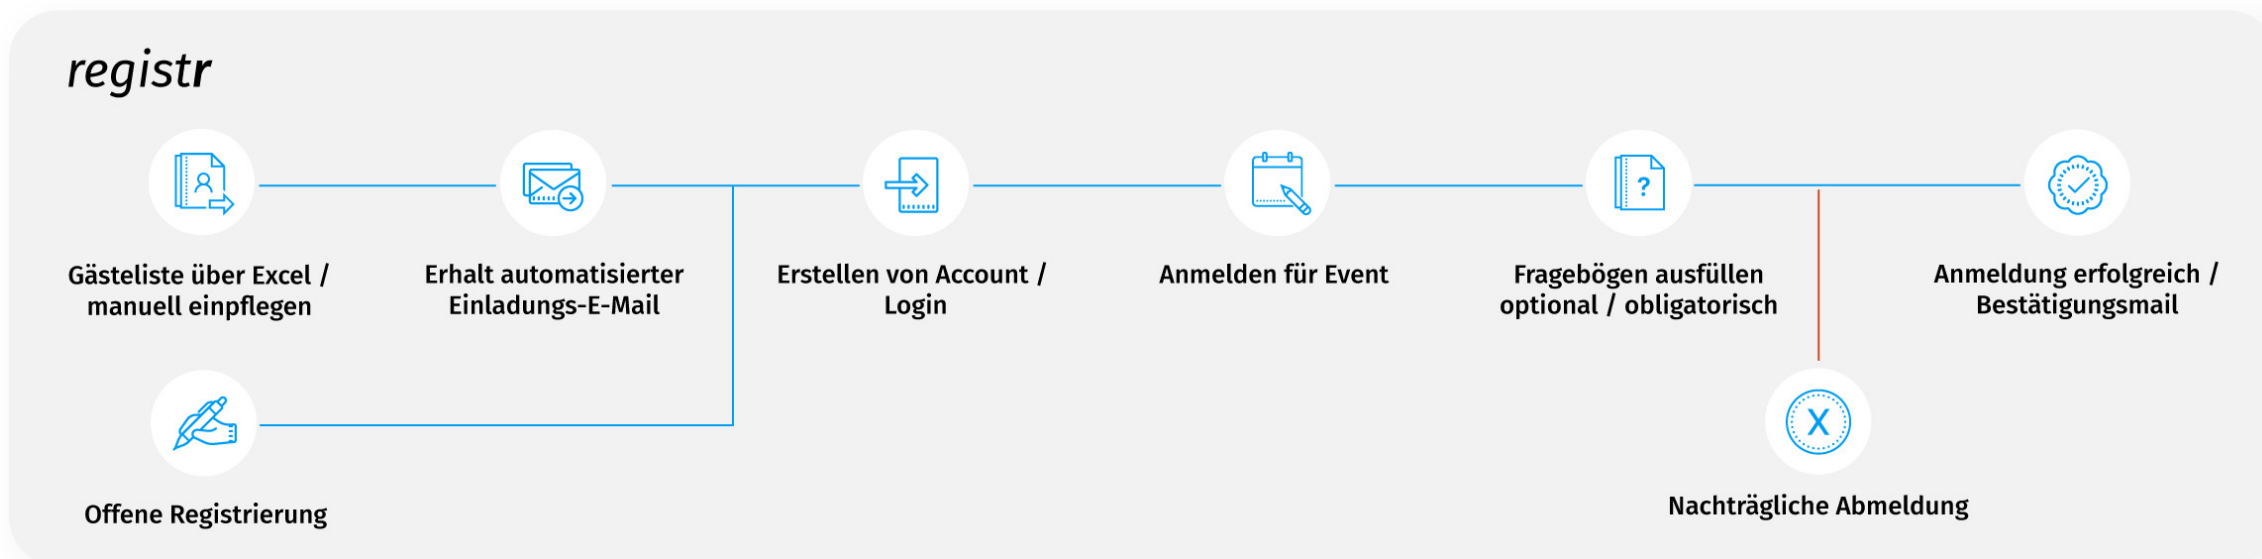 registr
Gästeliste über Excel /
manuell einpflegen
Erhalt automatisierter
Einladungs-E-Mail
Erstellen von Account /
Login
Anmelden für Event
?
Fragebögen ausfüllen
optional / obligatorisch
Anmeldung erfolgreich /
Bestätigungsmail
Offene Registrierung
X
Nachträgliche Abmeldung